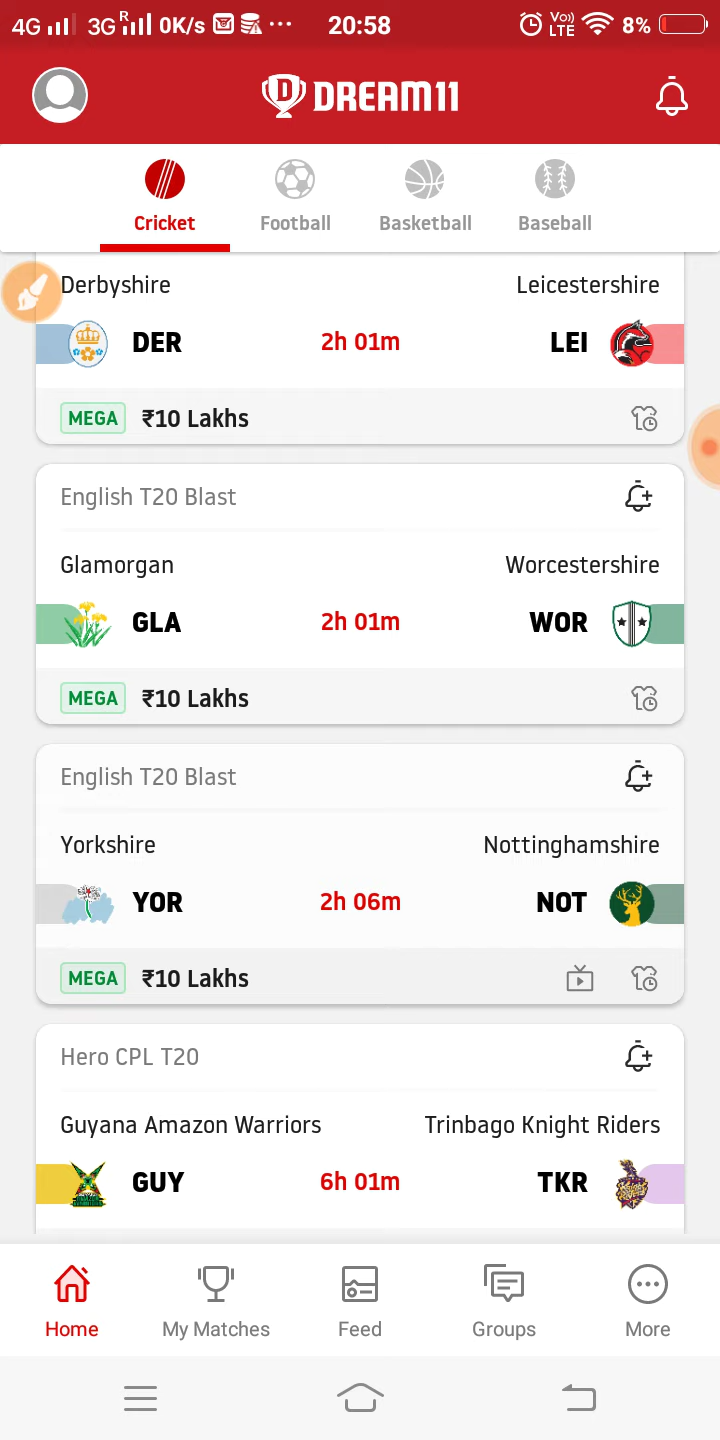 4G 3G R 0K/s ... 20:58 Vo)) LTE 8%
DREAM11
Cricket Football Basketball Baseball
Derbyshire Leicestershire
DER 2h 01m LEI
MEGA ₹10 Lakhs
English T20 Blast
Glamorgan Worcestershire
GLA 2h 01m WOR
MEGA ₹10 Lakhs
English T20 Blast
Yorkshire Nottinghamshire
YOR 2h 06m NOT
MEGA ₹10 Lakhs
Hero CPL T20
Guyana Amazon Warriors Trinbago Knight Riders
GUY 6h 01m TKR
Home My Matches Feed Groups More